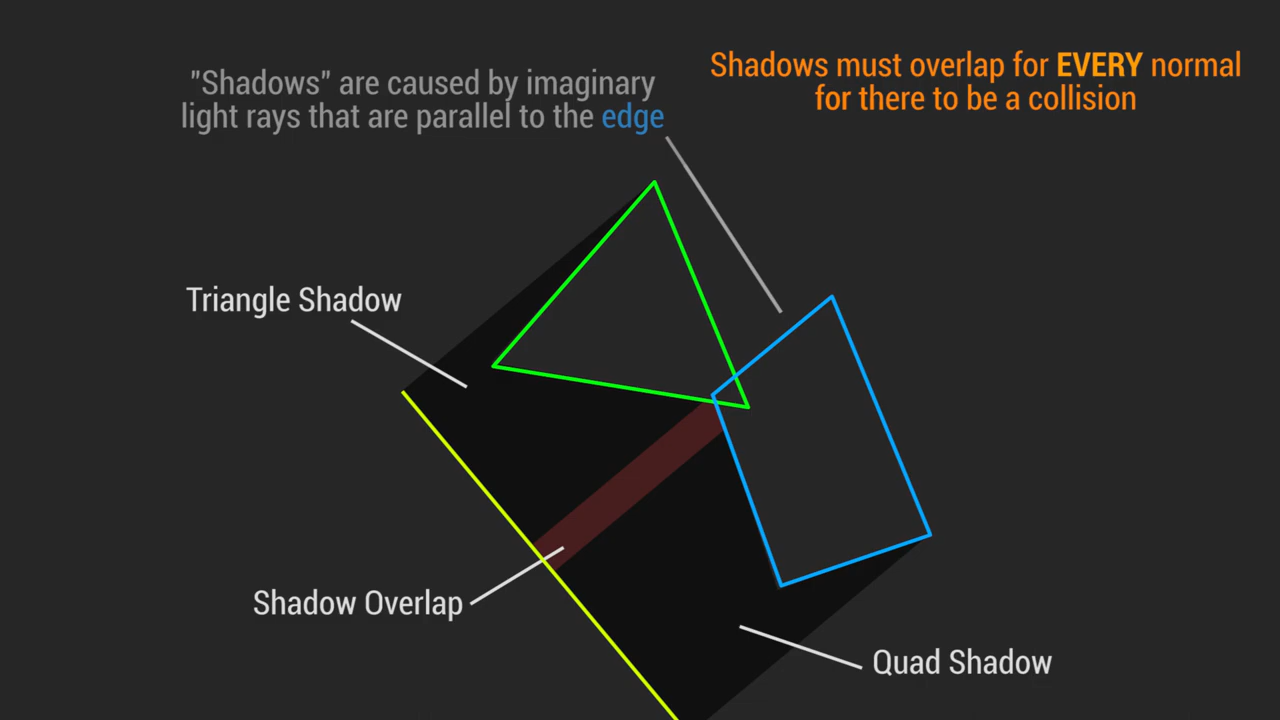 "Shadows" are caused by imaginary
light rays that are parallel to the edge
Shadows must overlap for EVERY normal
for there to be a collision
Triangle Shadow
Shadow Overlap
Quad Shadow